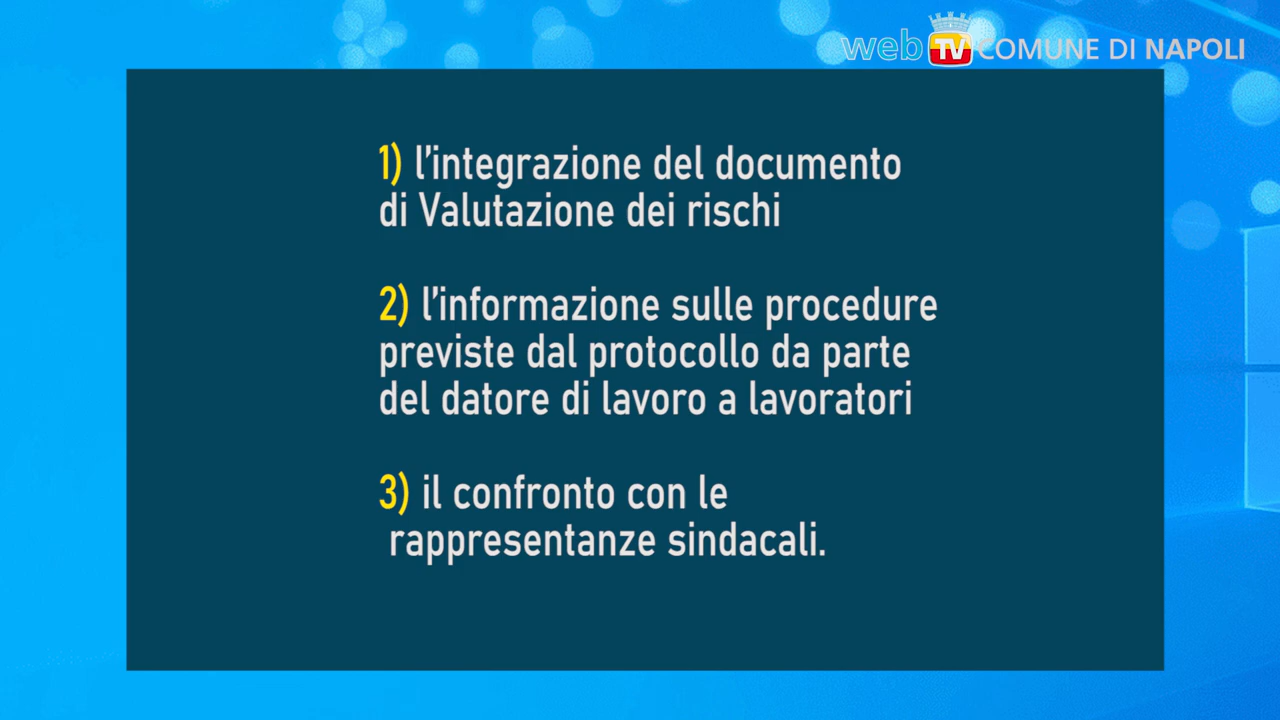 web TV COMUNE DI NAPOLI
1) l’integrazione del documento
di Valutazione dei rischi
2) l’informazione sulle procedure
previste dal protocollo da parte
del datore di lavoro a lavoratori
3) il confronto con le
rappresentanze sindacali.